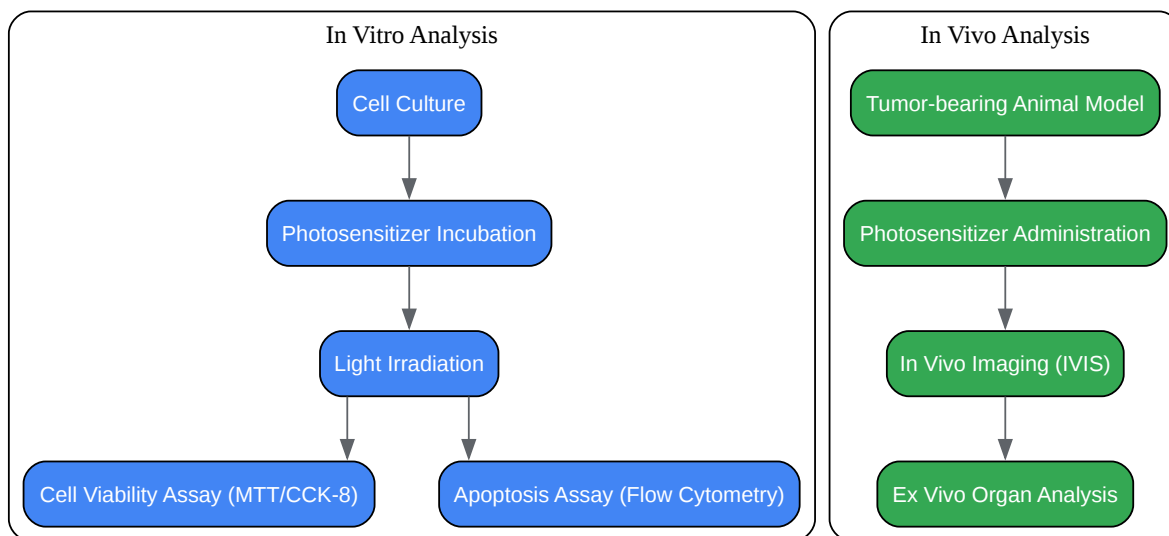 In Vitro Analysis
Cell Culture
Photosensitizer Incubation
Light Irradiation
Cell Viability Assay (MTT/CCK-8)
Apoptosis Assay (Flow Cytometry)
In Vivo Analysis
Tumor-bearing Animal Model
Photosensitizer Administration
In Vivo Imaging (IVIS)
Ex Vivo Organ Analysis